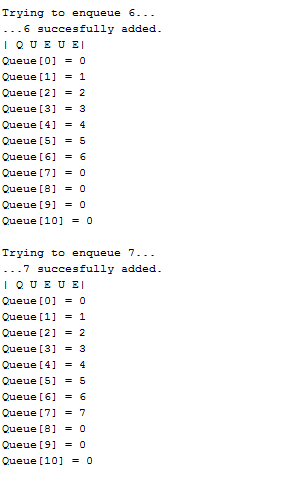 Trying to enqueue 6...
...6 succesfully added.
| Q U E U E|
Queue[0] = 0
Queue[1] = 1
Queue[2] = 2
Queue[3] = 3
Queue[4] = 4
Queue[5] = 5
Queue[6] = 6
Queue[7] = 0
Queue[8] = 0
Queue[9] = 0
Queue[10] = 0
Trying to enqueue 7...
...7 succesfully added.
| Q U E U E|
Queue[0] = 0
Queue[1] = 1
Queue[2] = 2
Queue[3] = 3
Queue[4] = 4
Queue[5] = 5
Queue[6] = 6
Queue[7] = 7
Queue[8] = 0
Queue[9] = 0
Queue[10] = 0